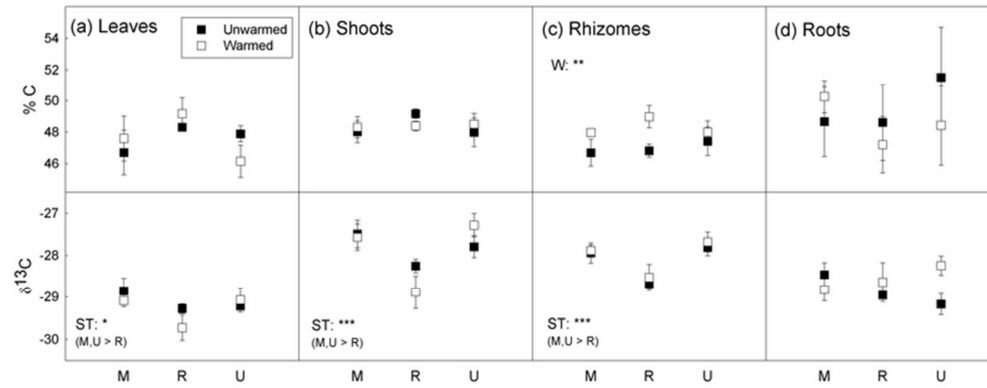 (a) Leaves
Unwarmed
Warmed
(b) Shoots
(c) Rhizomes
W: **
(d) Roots
% C
54
52
50
48
46
δ13C
-27
-28
-29
-30
ST: *
(M,U > R)
ST: ***
(M,U > R)
ST: ***
(M,U > R)
M R U M R U M R U M R U